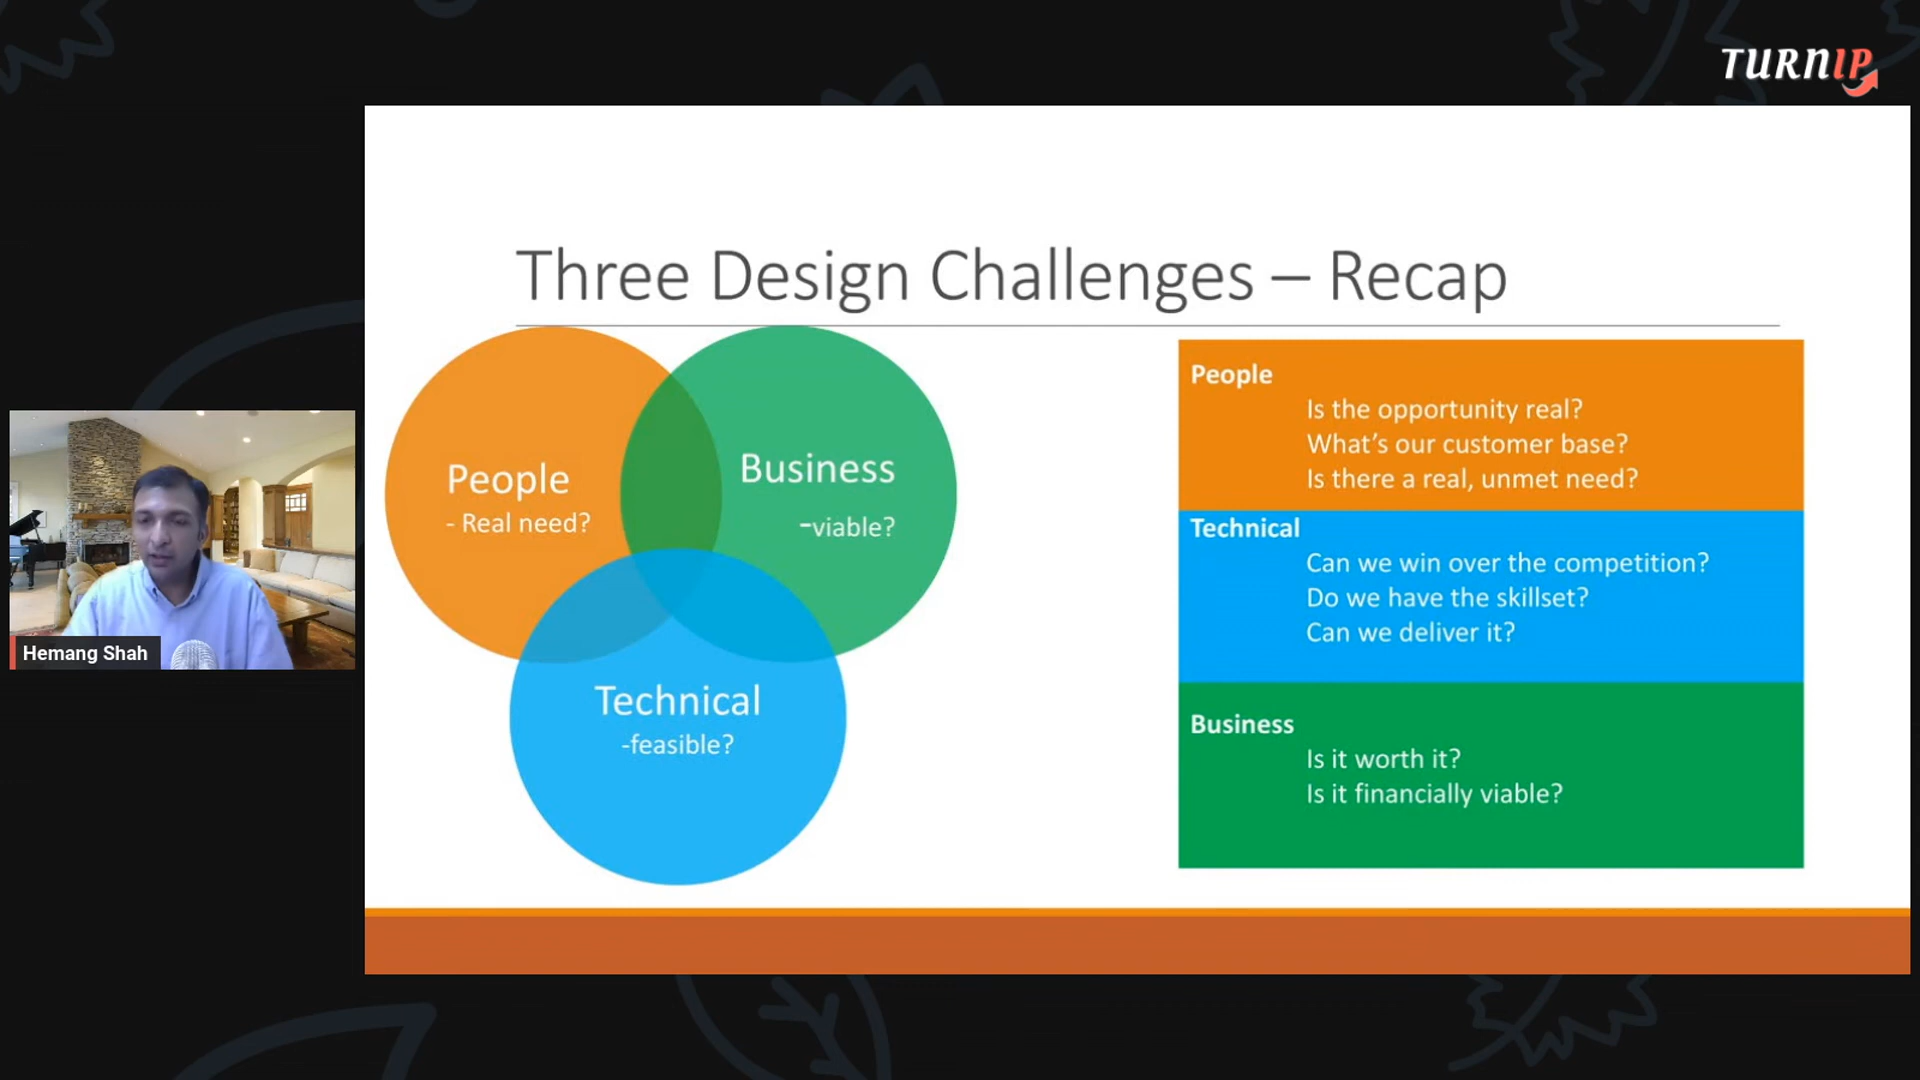 TURNIP
Three Design Challenges – Recap
People
- Real need?
Business
-viable?
Technical
-feasible?
People
Is the opportunity real?
What's our customer base?
Is there a real, unmet need?
Technical
Can we win over the competition?
Do we have the skillset?
Can we deliver it?
Business
Is it worth it?
Is it financially viable?
Hemang Shah